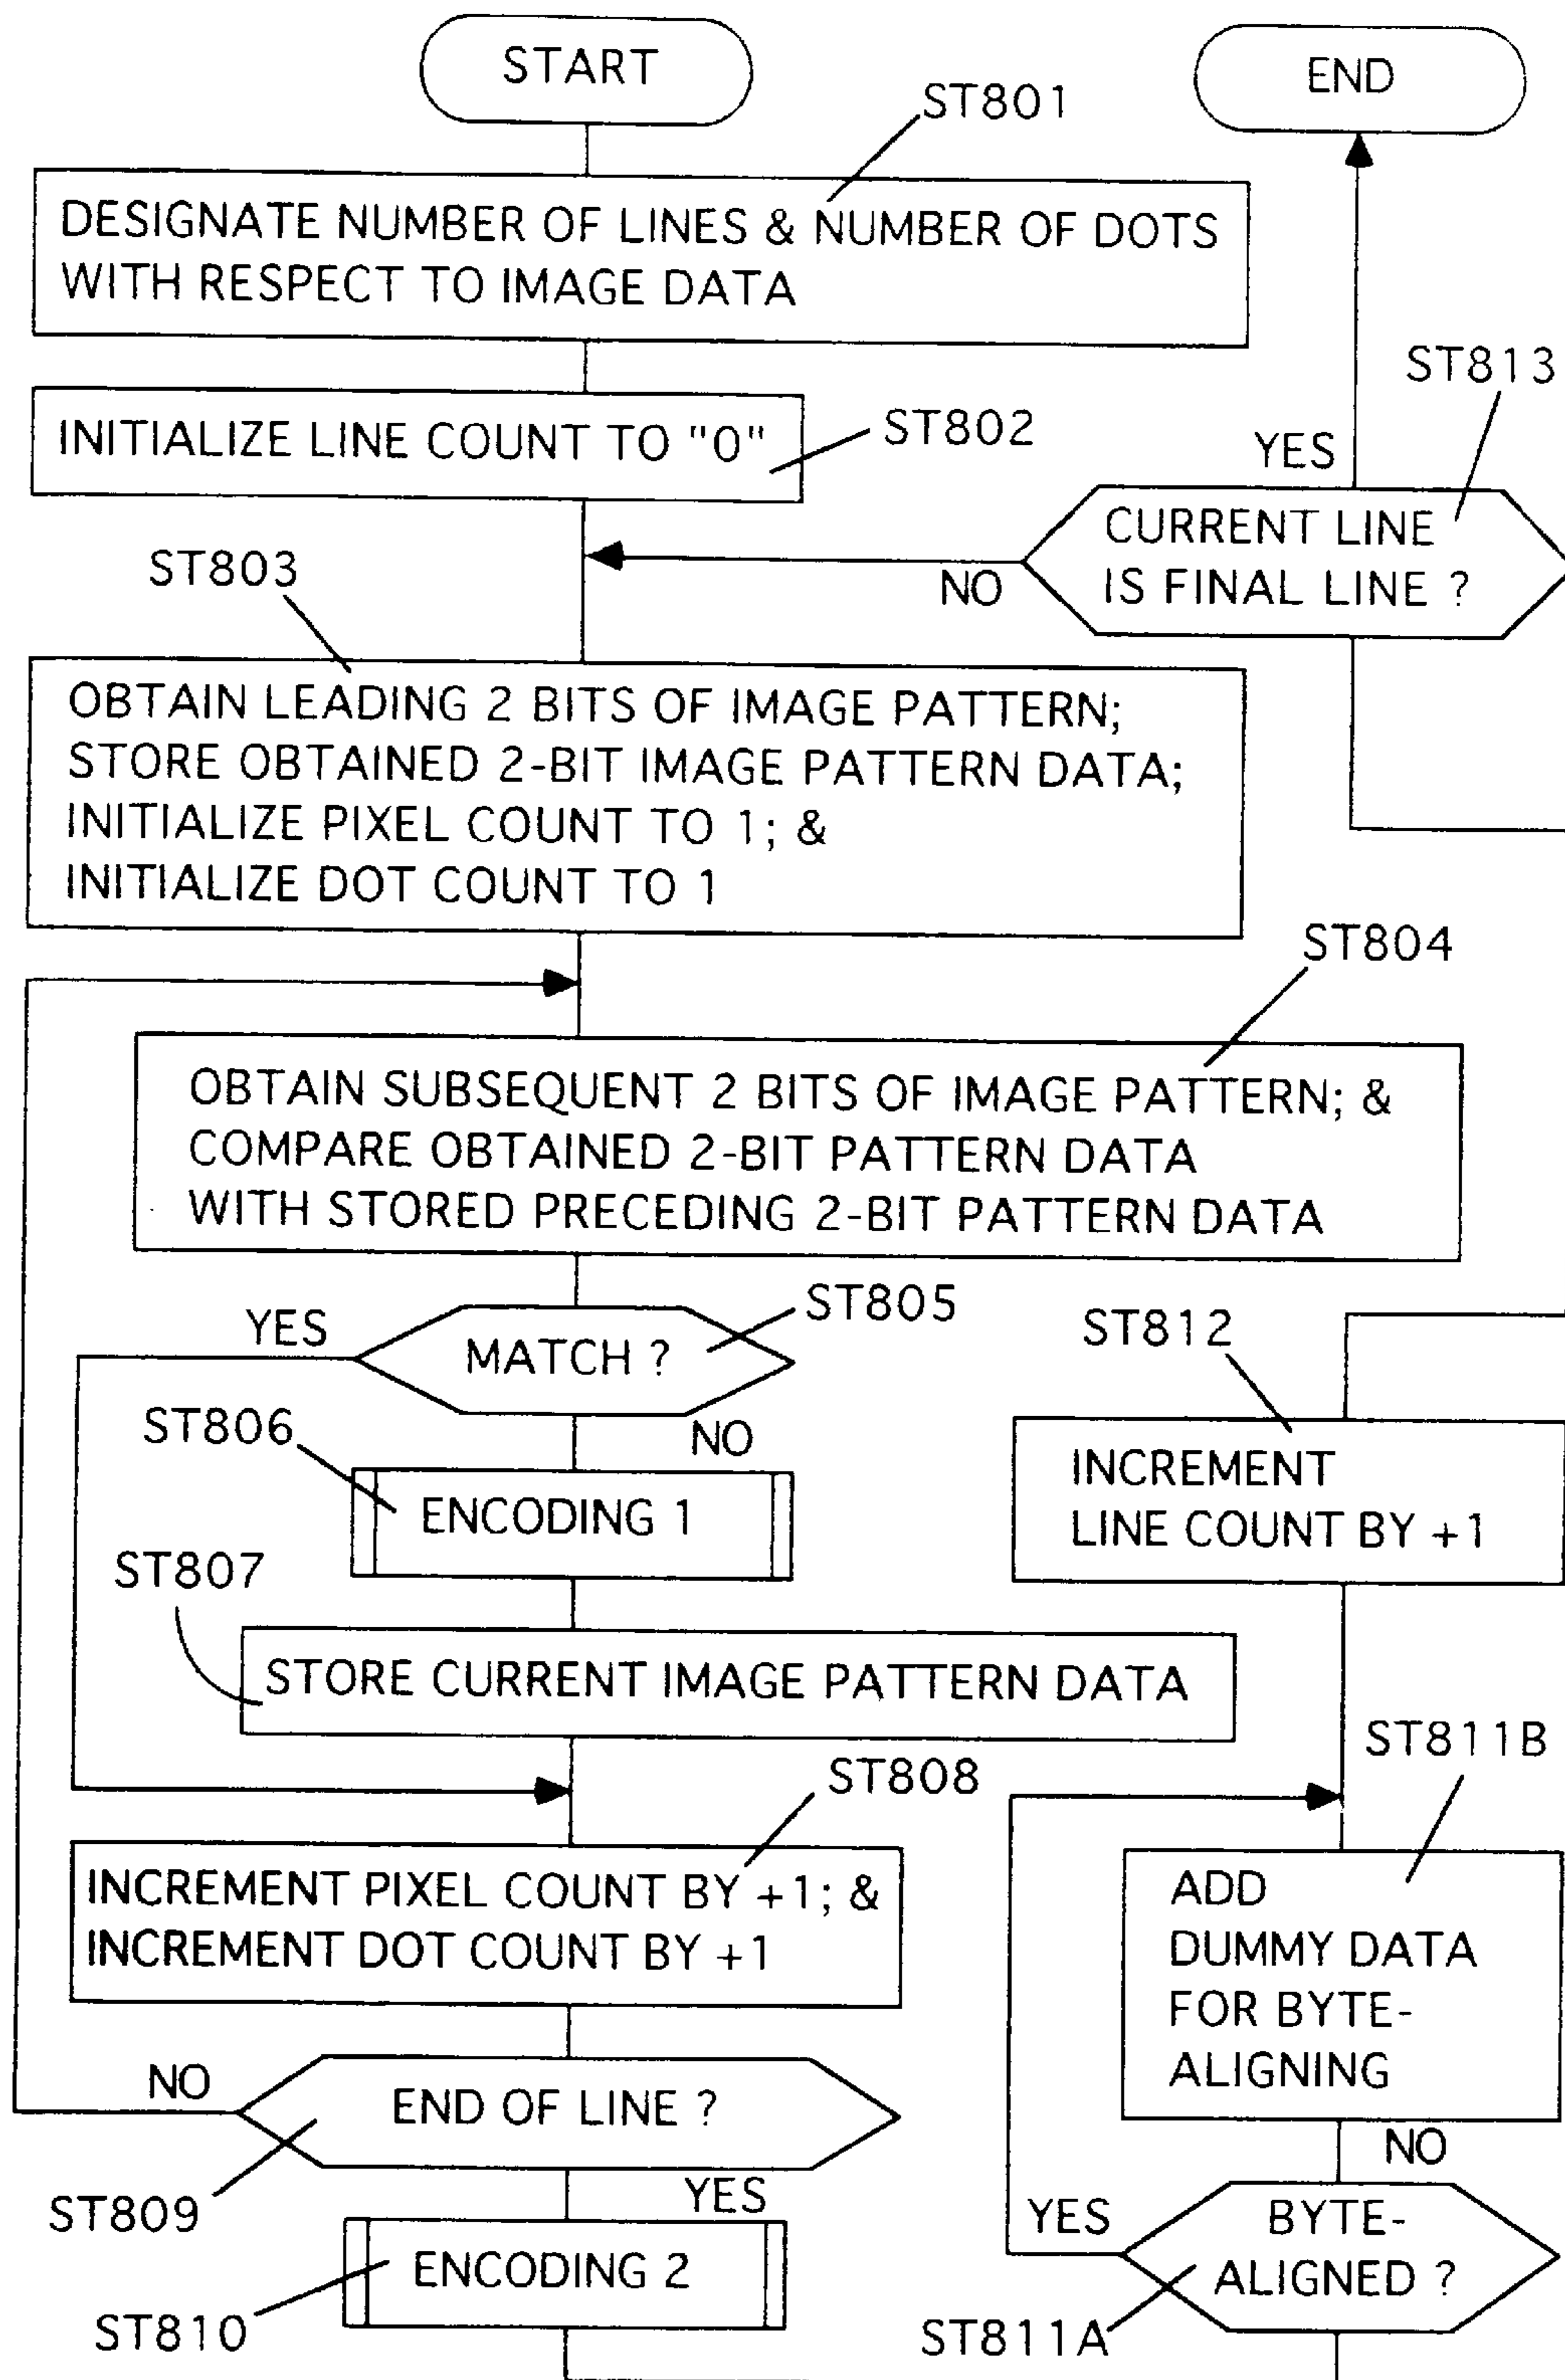 START
ST801
DESIGNATE NUMBER OF LINES & NUMBER OF DOTS
WITH RESPECT TO IMAGE DATA
INITIALIZE LINE COUNT TO "0"
ST802
ST803
OBTAIN LEADING 2 BITS OF IMAGE PATTERN;
STORE OBTAINED 2-BIT IMAGE PATTERN DATA;
INITIALIZE PIXEL COUNT TO 1; &
INITIALIZE DOT COUNT TO 1
ST804
OBTAIN SUBSEQUENT 2 BITS OF IMAGE PATTERN; &
COMPARE OBTAINED 2-BIT PATTERN DATA
WITH STORED PRECEDING 2-BIT PATTERN DATA
YES
MATCH ?
ST805
NO
ST806
ENCODING 1
ST807
STORE CURRENT IMAGE PATTERN DATA
ST808
INCREMENT PIXEL COUNT BY +1; &
INCREMENT DOT COUNT BY +1
NO
END OF LINE ?
ST809
YES
ENCODING 2
ST810
END
ST813
YES
CURRENT LINE
IS FINAL LINE ?
NO
ST812
INCREMENT
LINE COUNT BY +1
ST811B
ADD
DUMMY DATA
FOR BYTE-
ALIGNING
NO
YES
BYTE-
ALIGNED ?
ST811A